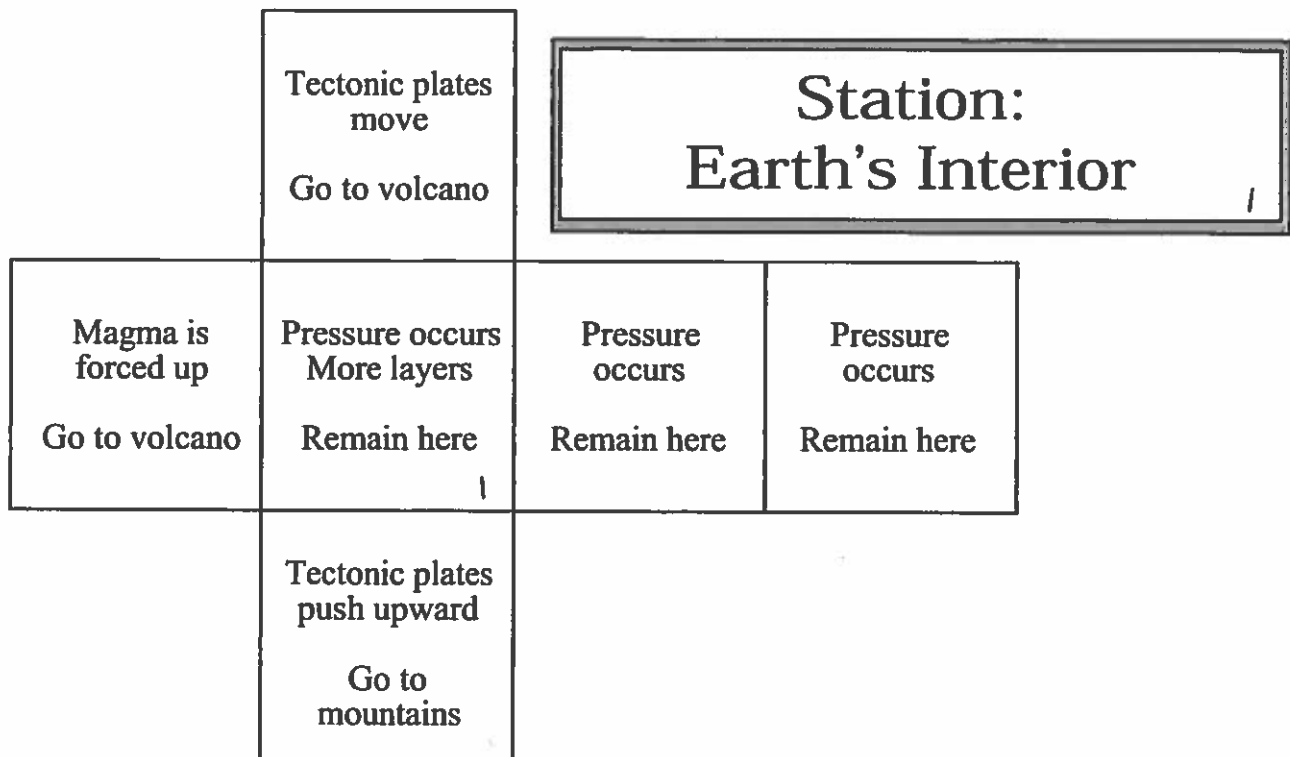 Tectonic plates
move
Go to volcano
Station:
Earth's Interior
1
Magma is
forced up
Go to volcano
Pressure occurs
More layers
Remain here
1
Pressure
occurs
Remain here
Pressure
occurs
Remain here
Tectonic plates
push upward
Go to
mountains